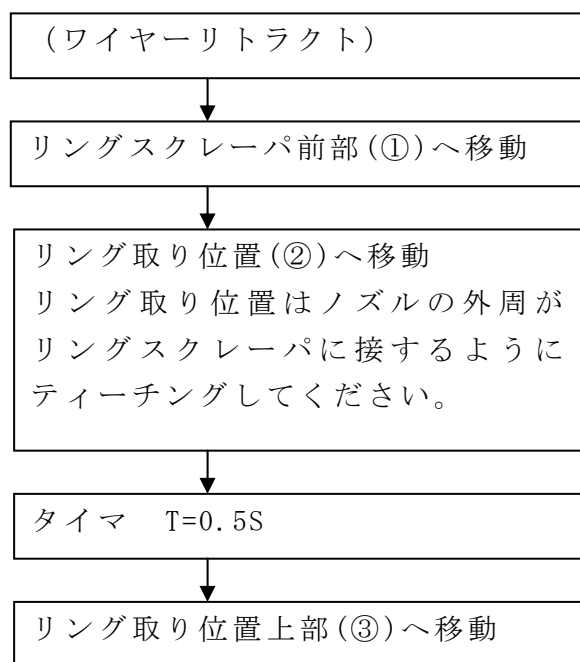 （ワイヤーリトラクト）
リングスクレーパ前部(①)へ移動
リング取り位置(②)へ移動
リング取り位置はノズルの外周が
リングスクレーパに接するように
ティーチングしてください。
タイマ　T=0.5S
リング取り位置上部(③)へ移動